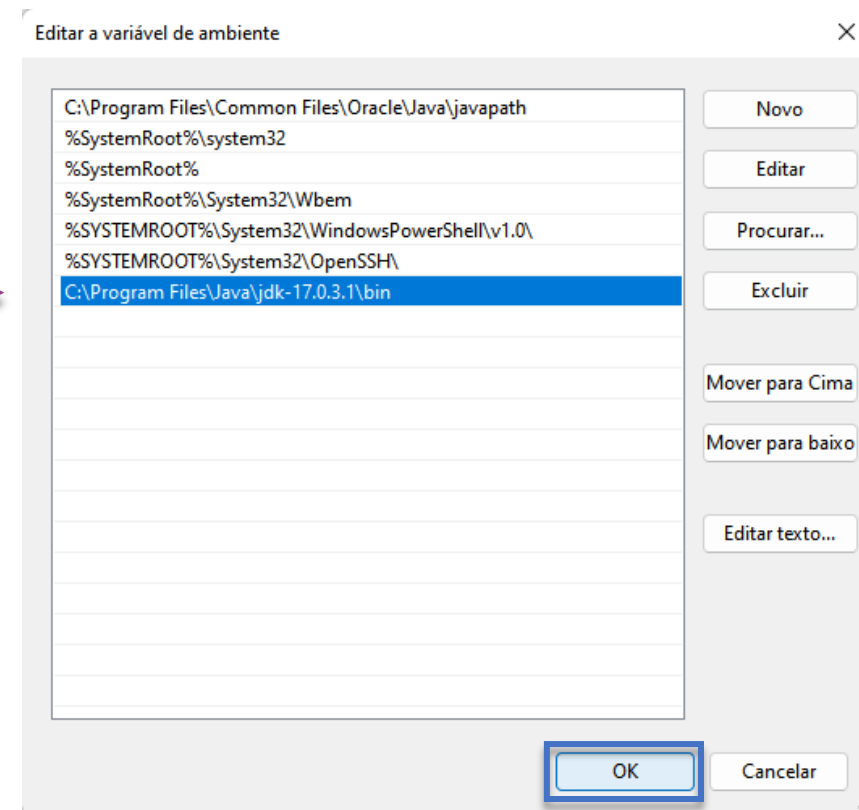 Editar a variável de ambiente
C:\Program Files\Common Files\Oracle\Java\javapath
%SystemRoot%\system32
%SystemRoot%
%SystemRoot%\System32\Wbem
%SYSTEMROOT%\System32\WindowsPowerShell\v1.0\
%SYSTEMROOT%\System32\OpenSSH\
C:\Program Files\Java\jdk-17.0.3.1\bin
Novo
Editar
Procurar...
Excluir
Mover para Cima
Mover para baixo
Editar texto...
OK
Cancelar